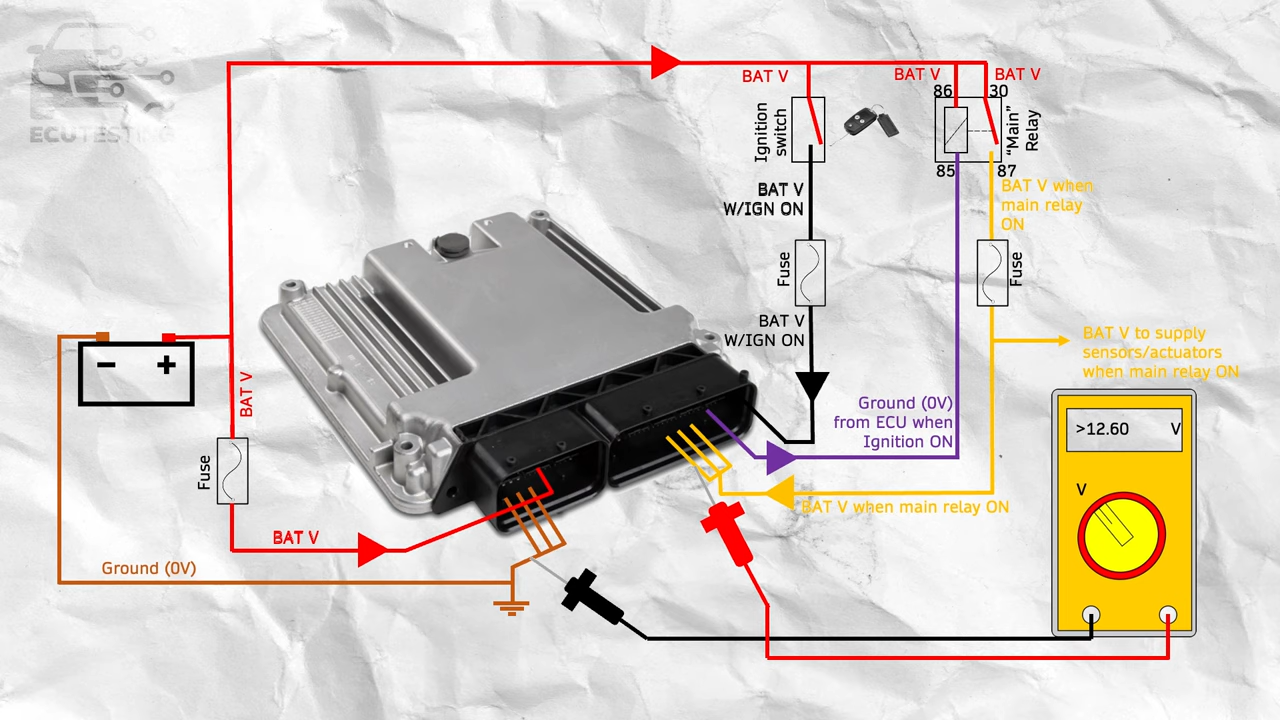 ECUTESTING
BAT V
BAT V
BAT V
86
30
Ignition
switch
"Main"
Relay
85
87
BAT V
W/IGN ON
BAT V when
main relay
ON
Fuse
Fuse
BAT V
W/IGN ON
BAT V to supply
sensors/actuators
when main relay ON
− +
BAT V
Ground (0V)
from ECU when
Ignition ON
>12.60 V
Fuse
V
BAT V when main relay ON
BAT V
Ground (0V)